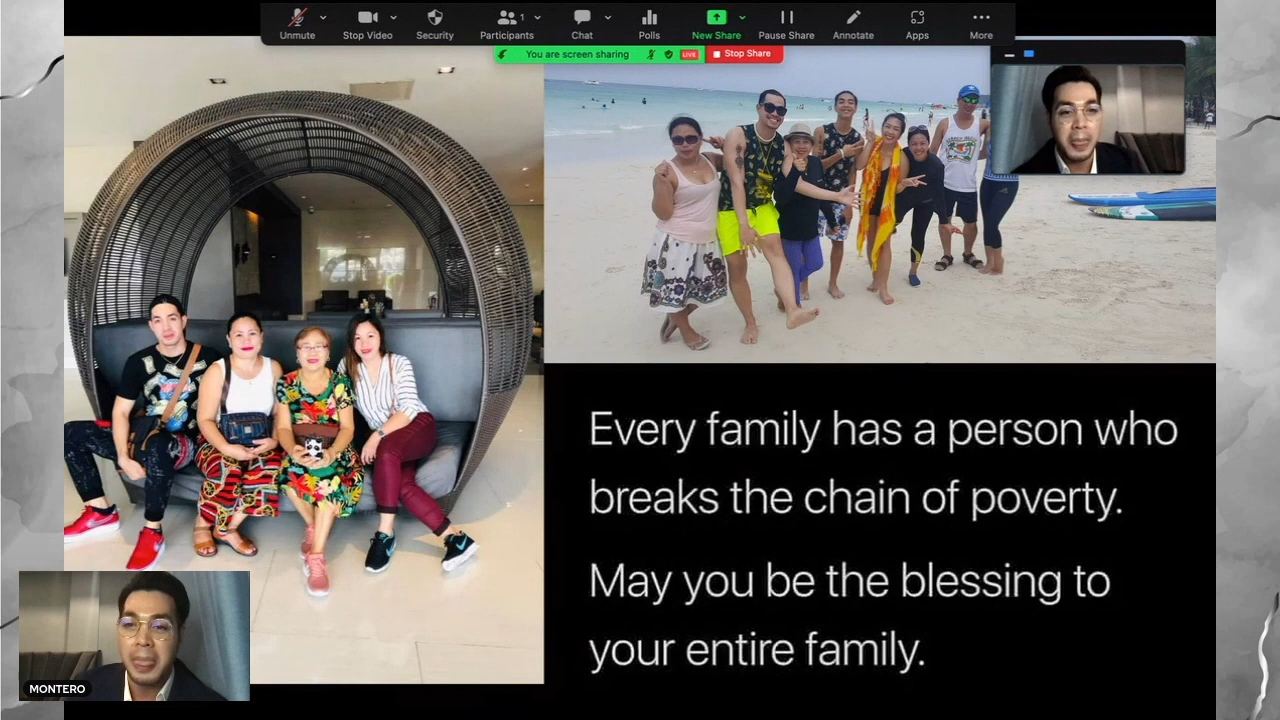 1
Unmute
Stop Video
Security
Participants
Chat
Polls
New Share
Pause Share
Annotate
Apps
More
You are screen sharing
LIVE
Stop Share
Every family has a person who
breaks the chain of poverty.
May you be the blessing to
your entire family.
MONTERO